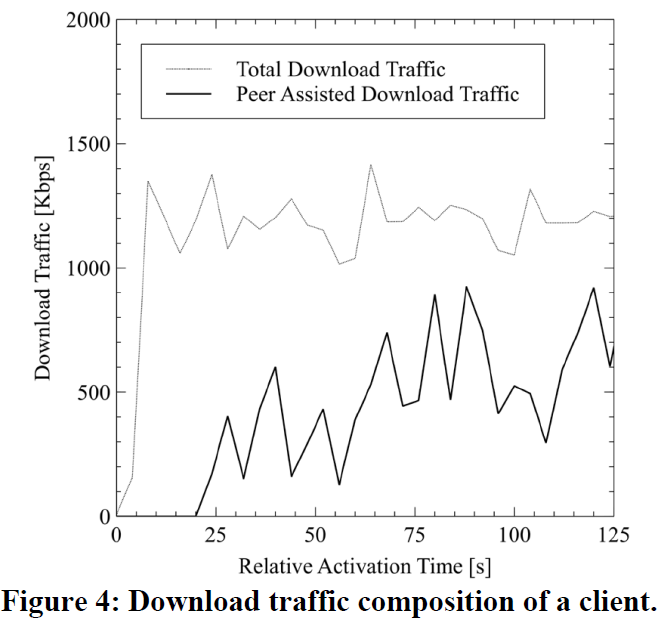 2000
1500
1000
500
0
Download Traffic [Kbps]
Total Download Traffic
Peer Assisted Download Traffic
0 25 50 75 100 125
Relative Activation Time [s]
Figure 4: Download traffic composition of a client.